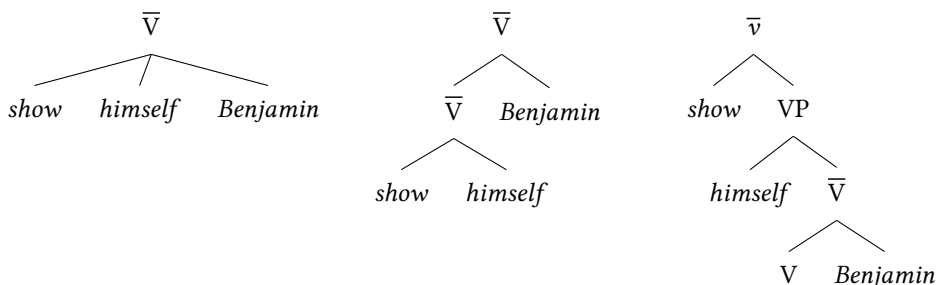 V̅ V̅ v̅
show himself Benjamin V̅ Benjamin show VP
show himself himself V̅
V Benjamin